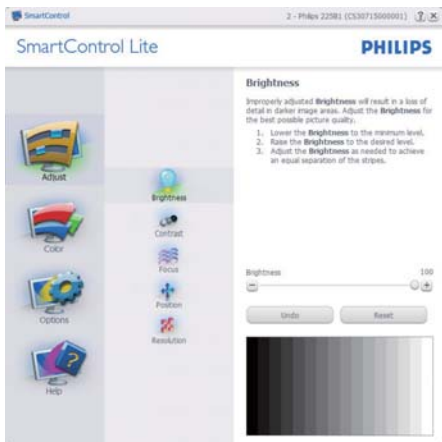 SmartControl
2 - Philips 225B1 (CS30715000001)
SmartControl Lite
PHILIPS
Adjust
Color
Options
Help
Brightness
Contrast
Focus
Position
Resolution
Brightness
Improperly adjusted Brightness will result in a loss of
detail in darker image areas. Adjust the Brightness for
the best possible picture quality.
1. Lower the Brightness to the minimum level.
2. Raise the Brightness to the desired level.
3. Adjust the Brightness as needed to achieve
an equal separation of the stripes.
Brightness 100
Undo Reset